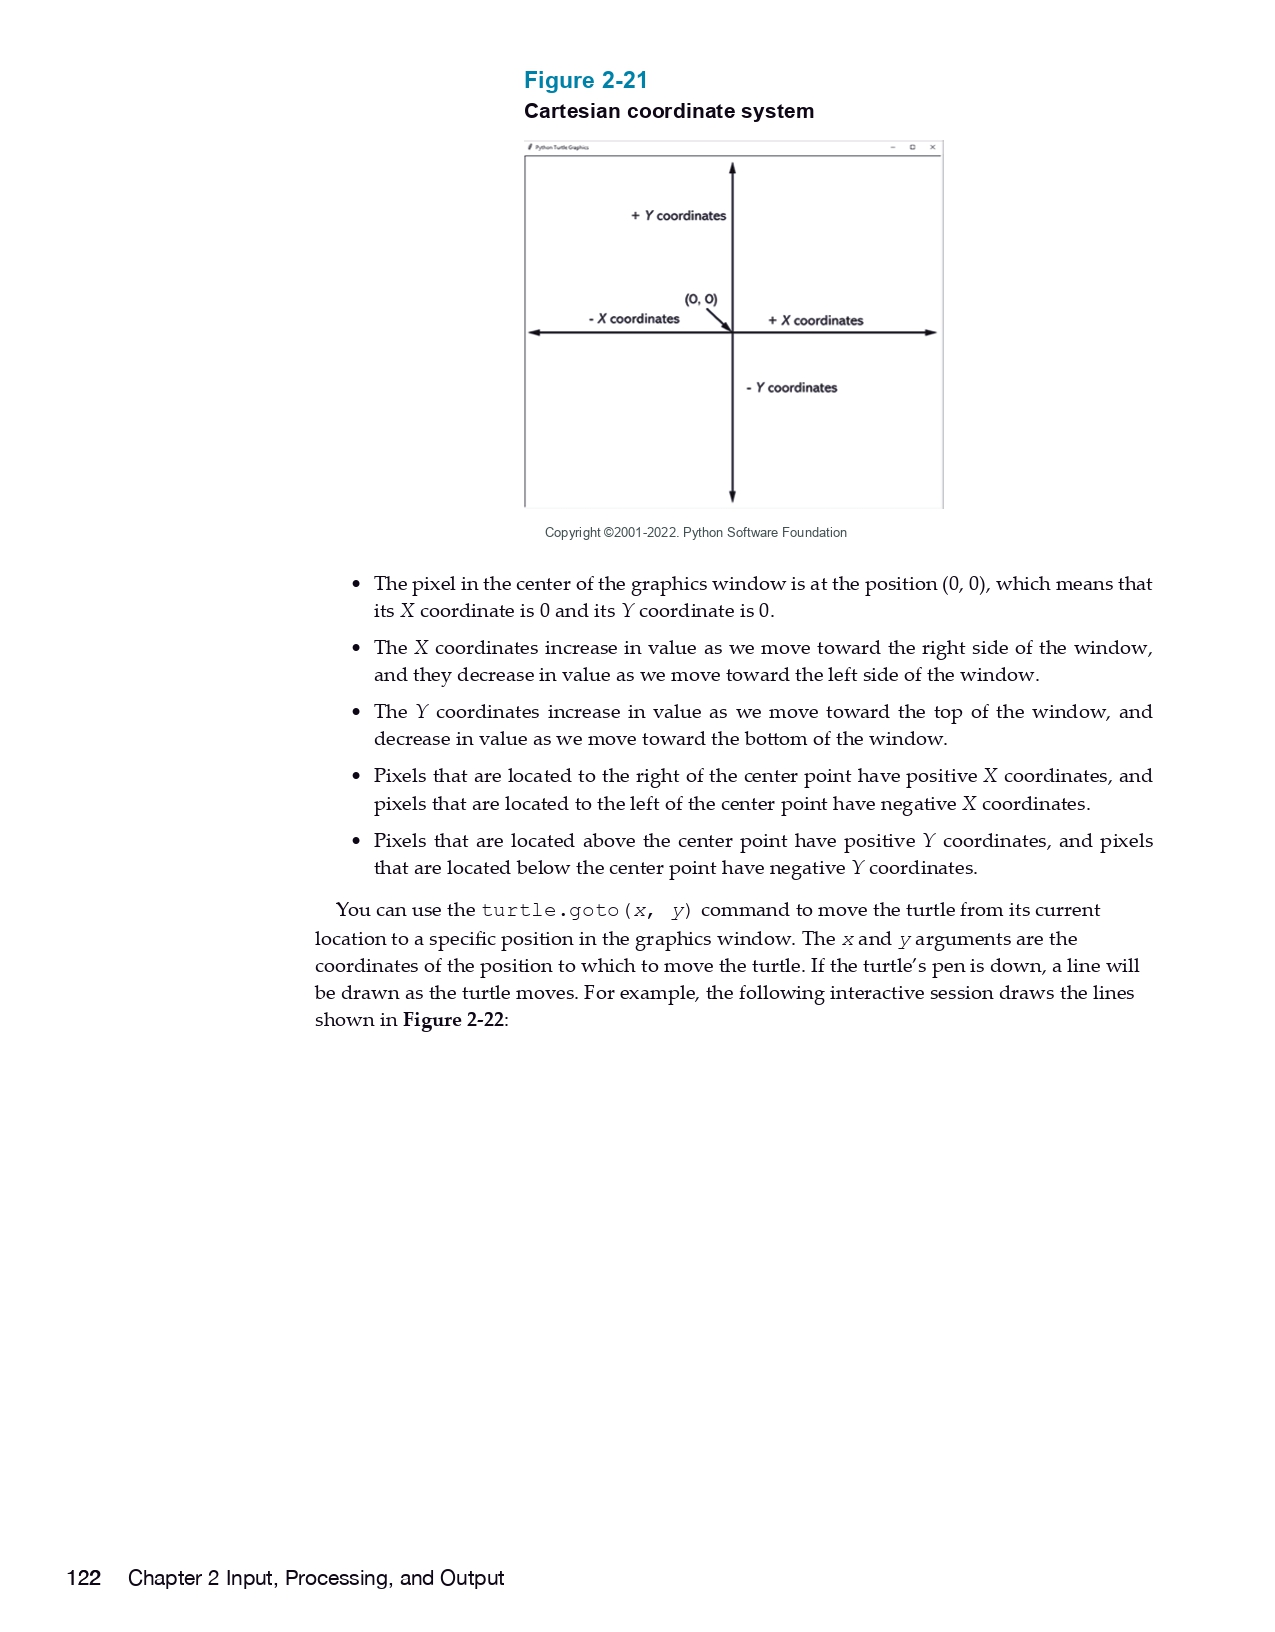 Figure 2-21
Cartesian coordinate system
Python Turtle Graphics
+ Y coordinates
(0, 0)
- X coordinates
+ X coordinates
- Y coordinates
Copyright ©2001-2022. Python Software Foundation
• The pixel in the center of the graphics window is at the position (0, 0), which means that
its X coordinate is 0 and its Y coordinate is 0.
• The X coordinates increase in value as we move toward the right side of the window,
and they decrease in value as we move toward the left side of the window.
• The Y coordinates increase in value as we move toward the top of the window, and
decrease in value as we move toward the bottom of the window.
• Pixels that are located to the right of the center point have positive X coordinates, and
pixels that are located to the left of the center point have negative X coordinates.
• Pixels that are located above the center point have positive Y coordinates, and pixels
that are located below the center point have negative Y coordinates.
You can use the turtle.goto(x, y) command to move the turtle from its current
location to a specific position in the graphics window. The x and y arguments are the
coordinates of the position to which to move the turtle. If the turtle’s pen is down, a line will
be drawn as the turtle moves. For example, the following interactive session draws the lines
shown in Figure 2-22:
122 Chapter 2 Input, Processing, and Output